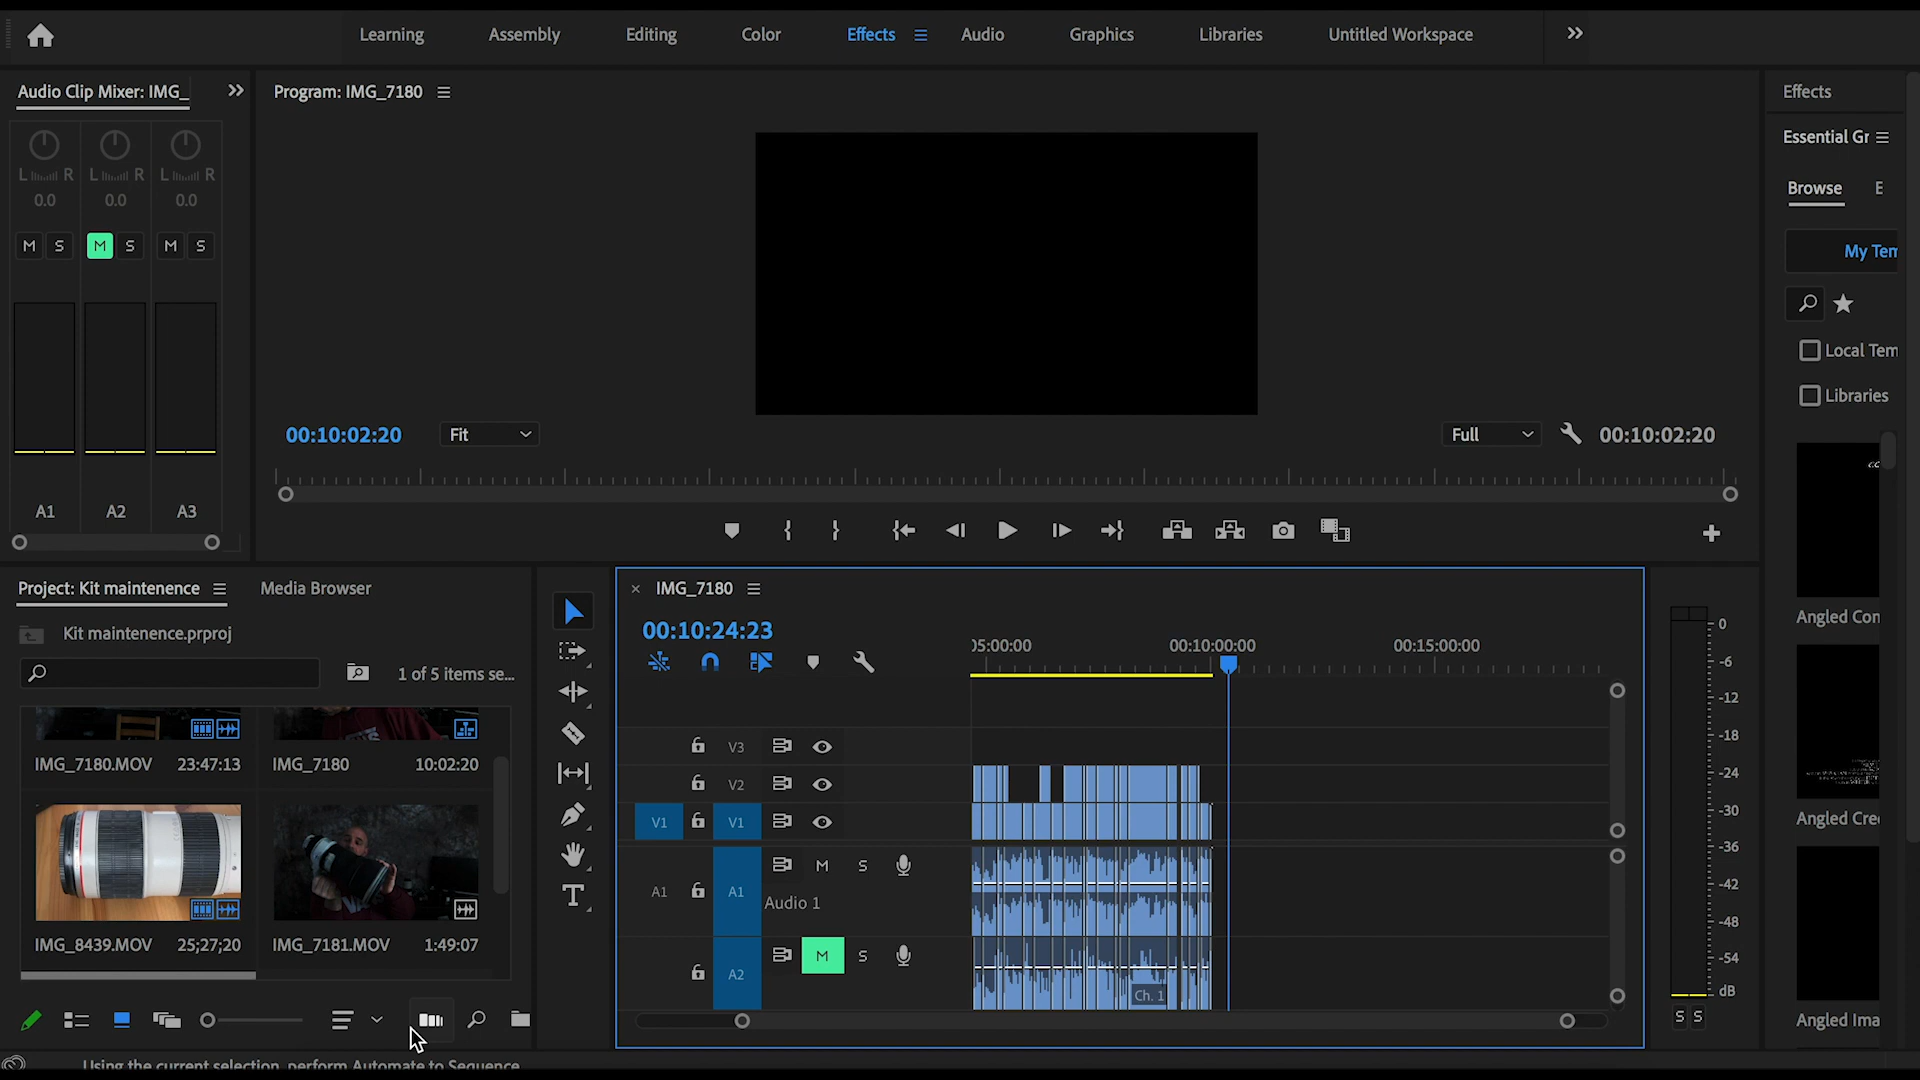 Learning Assembly Editing Color Effects Audio Graphics Libraries Untitled Workspace
Audio Clip Mixer: IMG_
L R L R L R
0.0 0.0 0.0
M S M S M S
A1 A2 A3
Program: IMG_7180
00:10:02:20 Fit Full 00:10:02:20
Effects
Essential Gr
Browse E
My Tem
Local Tem
Libraries
Angled Con
Angled Cre
Angled Ima
Project: Kit maintenence Media Browser
Kit maintenence.prproj
1 of 5 items se...
IMG_7180.MOV 23:47:13 IMG_7180 10:02:20
IMG_8439.MOV 25;27;20 IMG_7181.MOV 1:49:07
Using the current selection, perform Automate to Sequence
IMG_7180
00:10:24:23
05:00:00 00:10:00:00 00:15:00:00
V3
V2
V1 V1
A1 A1 M S
Audio 1
A2 M S
Ch. 1
0
-6
-12
-18
-24
-30
-36
-42
-48
-54
dB
S S